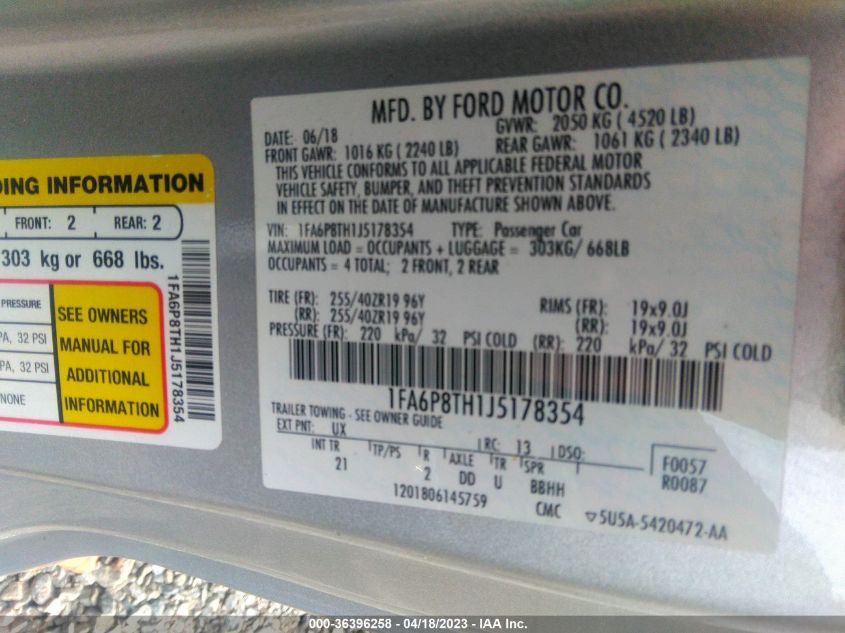 DING INFORMATION
FRONT: 2 REAR: 2
303 kg or 668 lbs.
PRESSURE
PA, 32 PSI
PA, 32 PSI
NONE
SEE OWNERS
MANUAL FOR
ADDITIONAL
INFORMATION
1FA6P8TH1J5178354
MFD. BY FORD MOTOR CO.
DATE: 06/18 GVWR: 2050 KG ( 4520 LB)
FRONT GAWR: 1016 KG ( 2240 LB) REAR GAWR: 1061 KG ( 2340 LB)
THIS VEHICLE CONFORMS TO ALL APPLICABLE FEDERAL MOTOR
VEHICLE SAFETY, BUMPER, AND THEFT PREVENTION STANDARDS
IN EFFECT ON THE DATE OF MANUFACTURE SHOWN ABOVE.
VIN: 1FA6P8TH1J5178354 TYPE: Passenger Car
MAXIMUM LOAD = OCCUPANTS + LUGGAGE = 303KG/ 668LB
OCCUPANTS = 4 TOTAL; 2 FRONT, 2 REAR
TIRE (FR): 255/40ZR19 96Y RIMS (FR): 19x9.0J
(RR): 255/40ZR19 96Y (RR): 19x9.0J
PRESSURE (FR): 220 kPa/ 32 PSI COLD (RR): 220 kPa/ 32 PSI COLD
1FA6P8TH1J5178354
TRAILER TOWING - SEE OWNER GUIDE
EXT PNT: UX RC: 13 DSO: F0057
INT TR TP/PS R AXLE TR SPR R0087
21 2 DD U BBHH
1201806145759 CMC 5U5A-5420472-AA
000-36396258 - 04/18/2023 - IAA Inc.